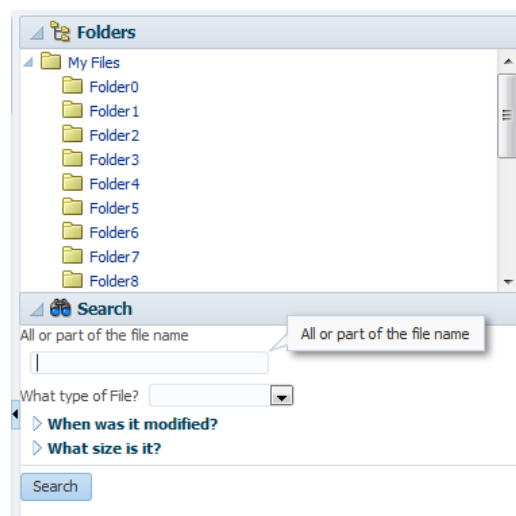 Folders
My Files
Folder0
Folder1
Folder2
Folder3
Folder4
Folder5
Folder6
Folder7
Folder8
Search
All or part of the file name
All or part of the file name
What type of File?
When was it modified?
What size is it?
Search